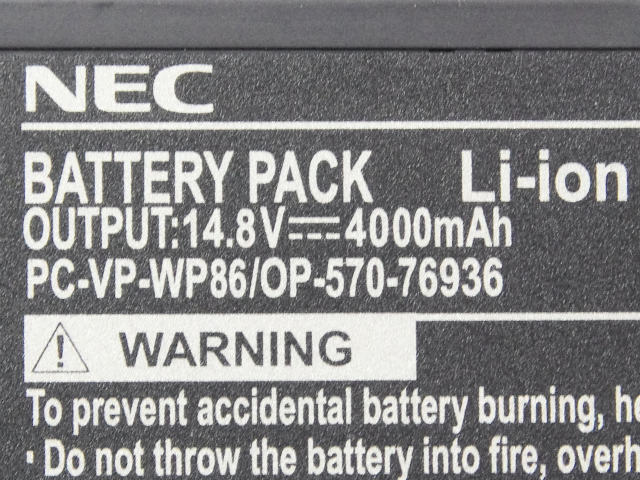 NEC
BATTERY PACK Li-ion
OUTPUT:14.8V⎓4000mAh
PC-VP-WP86/OP-570-76936
WARNING
To prevent accidental battery burning,
· Do not throw the battery into fire,